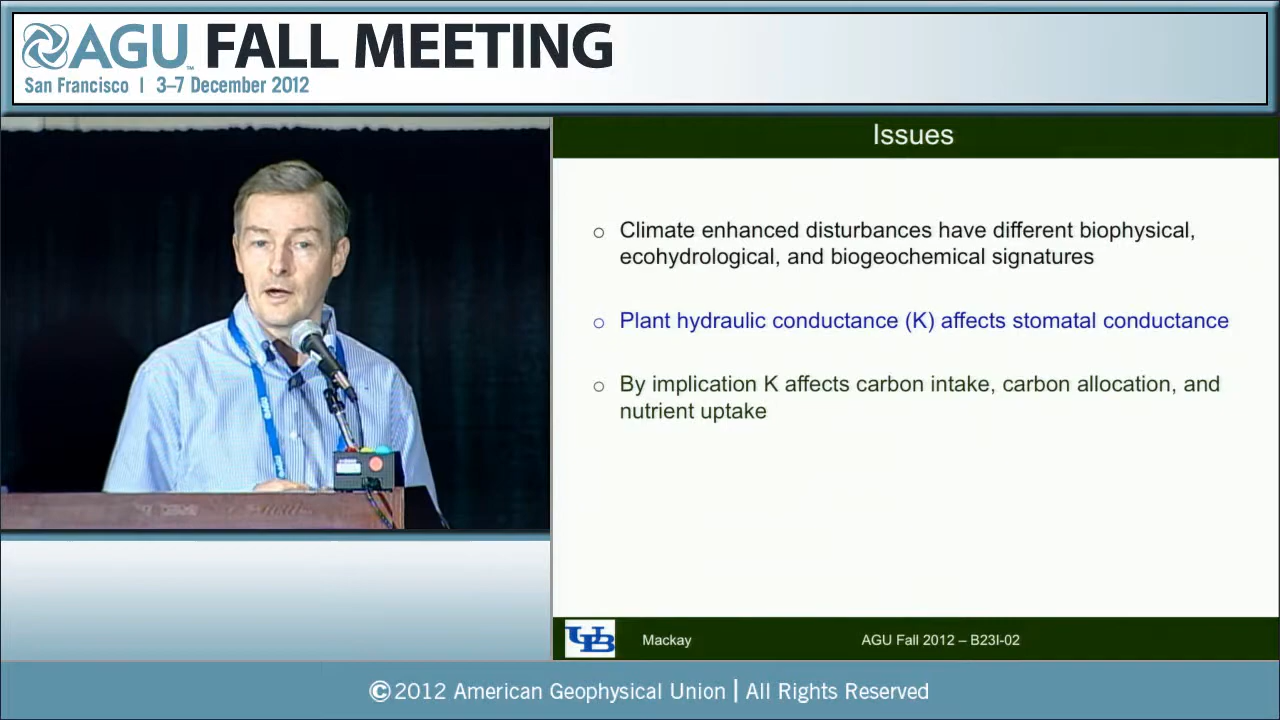 AGU™ FALL MEETING
San Francisco | 3–7 December 2012
Issues
Climate enhanced disturbances have different biophysical,
ecohydrological, and biogeochemical signatures
Plant hydraulic conductance (K) affects stomatal conductance
By implication K affects carbon intake, carbon allocation, and
nutrient uptake
UB Mackay AGU Fall 2012 – B23I-02
©2012 American Geophysical Union | All Rights Reserved